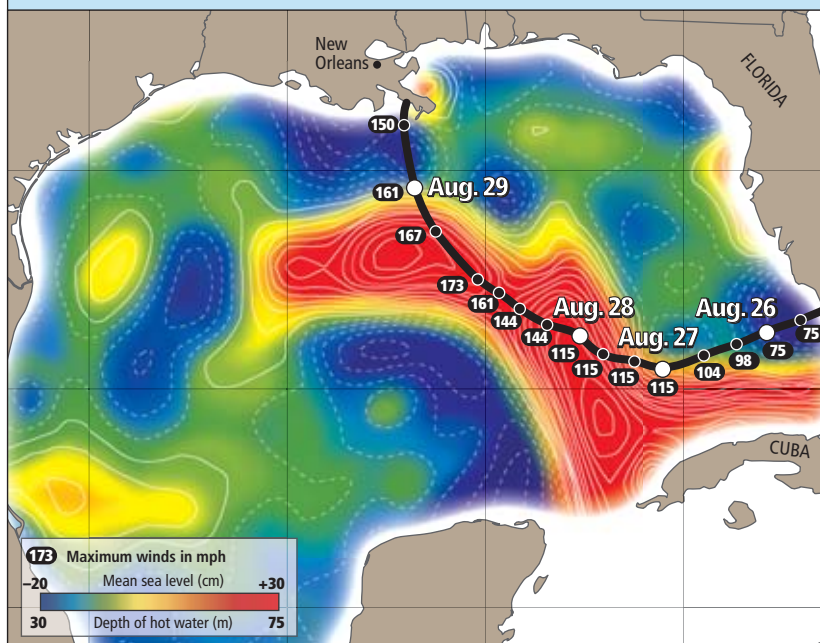 New
Orleans
FLORIDA
150
161
Aug. 29
167
173
161
144
144
Aug. 28
115
115
115
Aug. 27
115
104
98
Aug. 26
75
75
CUBA
173 Maximum winds in mph
–20 Mean sea level (cm) +30
30 Depth of hot water (m) 75